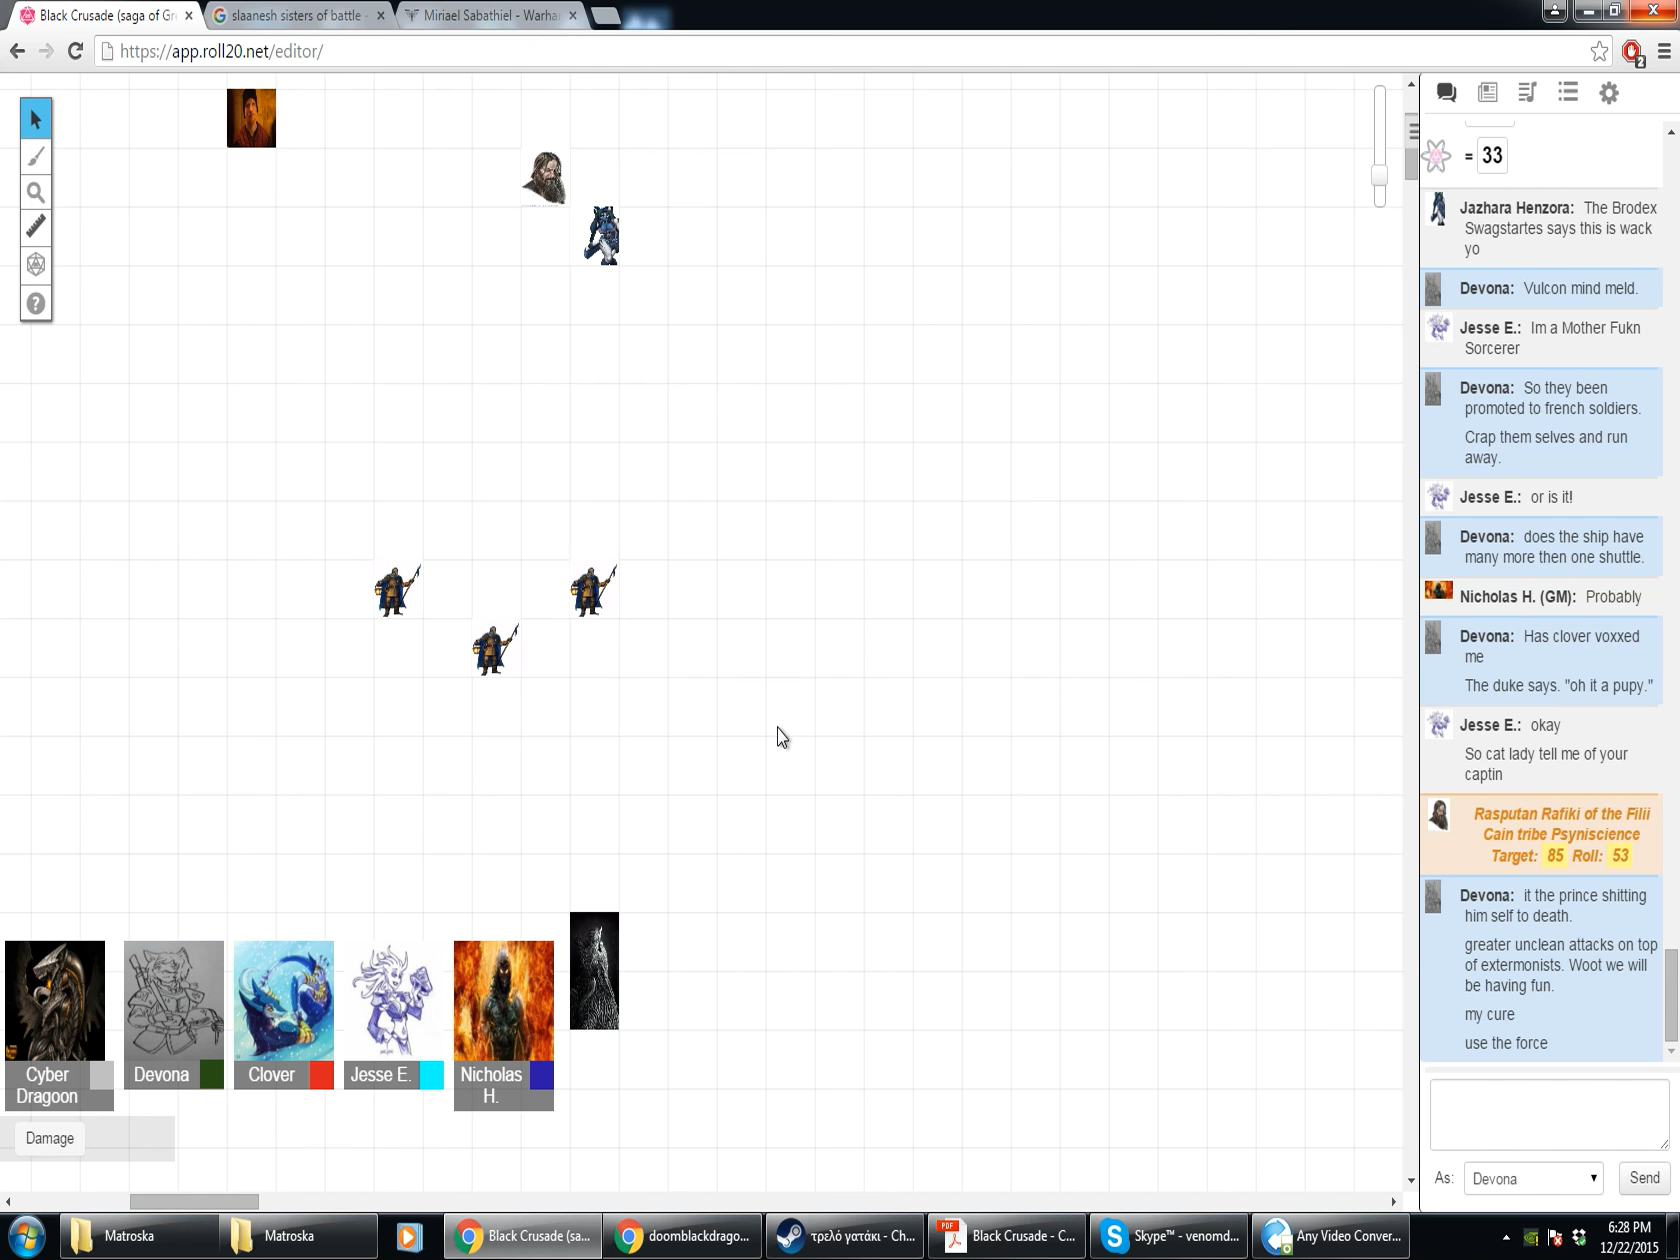 Black Crusade (saga of Gr
slaanesh sisters of battle -
Miriael Sabathiel - Warha
https://app.roll20.net/editor/
2
= 33
Jazhara Henzora: The Brodex
Swagstartes says this is wack
yo
Devona: Vulcon mind meld.
Jesse E.: Im a Mother Fukn
Sorcerer
Devona: So they been
promoted to french soldiers.
Crap them selves and run
away.
Jesse E.: or is it!
Devona: does the ship have
many more then one shuttle.
Nicholas H. (GM): Probably
Devona: Has clover voxxed
me
The duke says. "oh it a pupy."
Jesse E.: okay
So cat lady tell me of your
captin
Rasputan Rafiki of the Filii
Cain tribe Psyniscience
Target: 85 Roll: 53
Devona: it the prince shitting
him self to death.
greater unclean attacks on top
of extermonists. Woot we will
be having fun.
my cure
use the force
Cyber
Dragoon
Devona
Clover
Jesse E.
Nicholas
H.
Damage
As: Devona
Send
Matroska
Matroska
Black Crusade (sa...
doomblackdrago...
τρελό γατάκι - Ch...
PDF
Black Crusade - C...
Skype™ - venomd...
Any Video Conver...
6:28 PM
12/22/2015